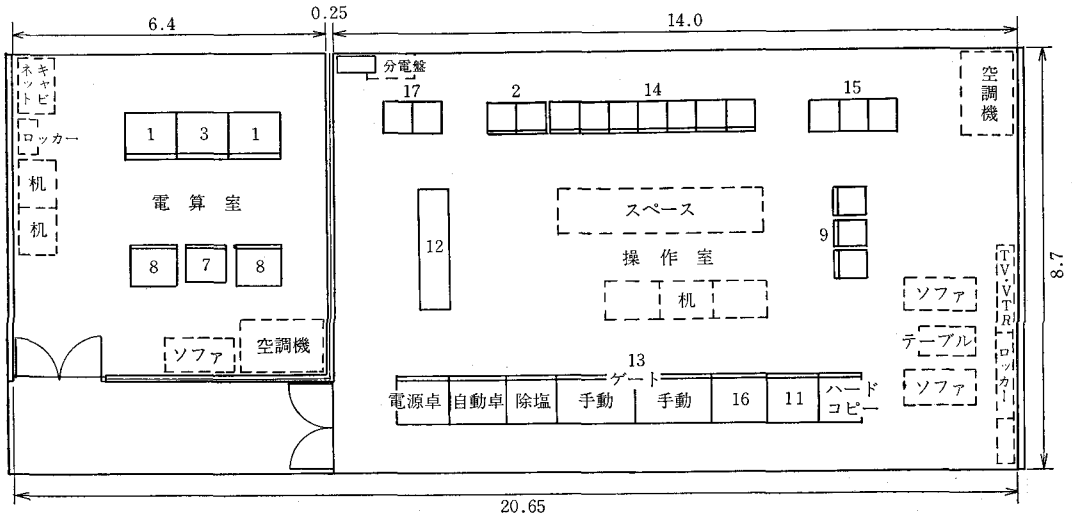 6.4
0.25
14.0
キャビネット
ロッカー
机
机
1
3
1
電算室
8
7
8
ソファ
空調機
分電盤
17
2
14
15
空調機
12
スペース
操作室
机
9
ソファ
テーブル
ソファ
TV・VTR
ロッカー
8.7
13
ゲート
電源卓
自動卓
除塩
手動
手動
16
11
ハード
コピー
20.65